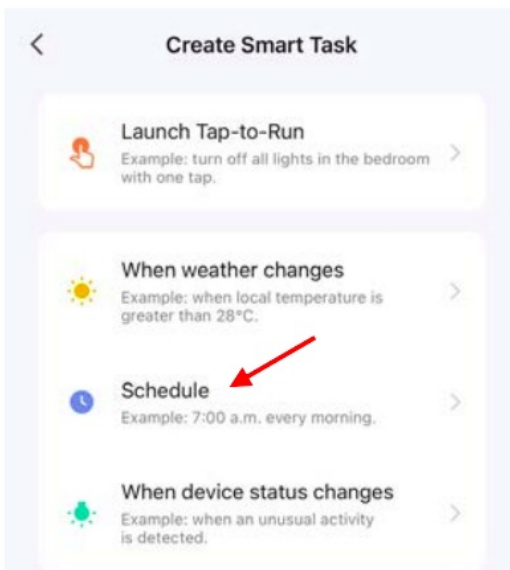 Create Smart Task
Launch Tap-to-Run
Example: turn off all lights in the bedroom
with one tap.
When weather changes
Example: when local temperature is
greater than 28°C.
Schedule
Example: 7:00 a.m. every morning.
When device status changes
Example: when an unusual activity
is detected.